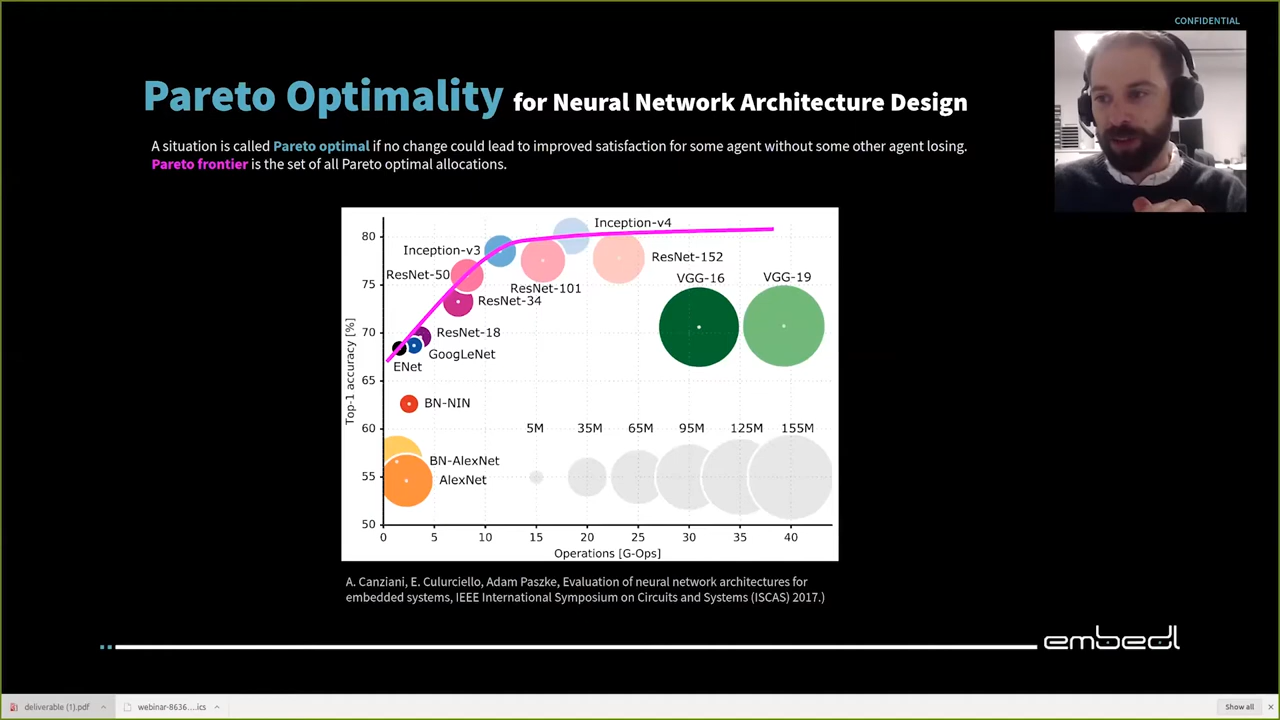 CONFIDENTIAL
Pareto Optimality for Neural Network Architecture Design
A situation is called Pareto optimal if no change could lead to improved satisfaction for some agent without some other agent losing.
Pareto frontier is the set of all Pareto optimal allocations.
Top-1 accuracy [%]
80
75
70
65
60
55
50
Inception-v4
Inception-v3
ResNet-152
ResNet-50
VGG-16
VGG-19
ResNet-101
ResNet-34
ResNet-18
GoogLeNet
ENet
BN-NIN
5M 35M 65M 95M 125M 155M
BN-AlexNet
AlexNet
0 5 10 15 20 25 30 35 40
Operations [G-Ops]
A. Canziani, E. Culurciello, Adam Paszke, Evaluation of neural network architectures for
embedded systems, IEEE International Symposium on Circuits and Systems (ISCAS) 2017.)
embedl
deliverable (1).pdf
webinar-8636....ics
Show all